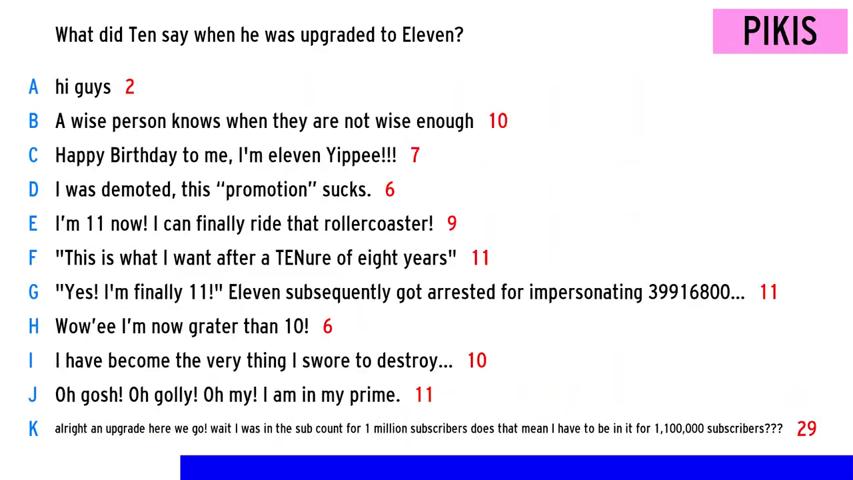 What did Ten say when he was upgraded to Eleven?
PIKIS
A hi guys 2
B A wise person knows when they are not wise enough 10
C Happy Birthday to me, I'm eleven Yippee!!! 7
D I was demoted, this “promotion” sucks. 6
E I’m 11 now! I can finally ride that rollercoaster! 9
F "This is what I want after a TENure of eight years" 11
G "Yes! I'm finally 11!" Eleven subsequently got arrested for impersonating 39916800... 11
H Wow’ee I’m now grater than 10! 6
I I have become the very thing I swore to destroy... 10
J Oh gosh! Oh golly! Oh my! I am in my prime. 11
K alright an upgrade here we go! wait I was in the sub count for 1 million subscribers does that mean I have to be in it for 1,100,000 subscribers??? 29